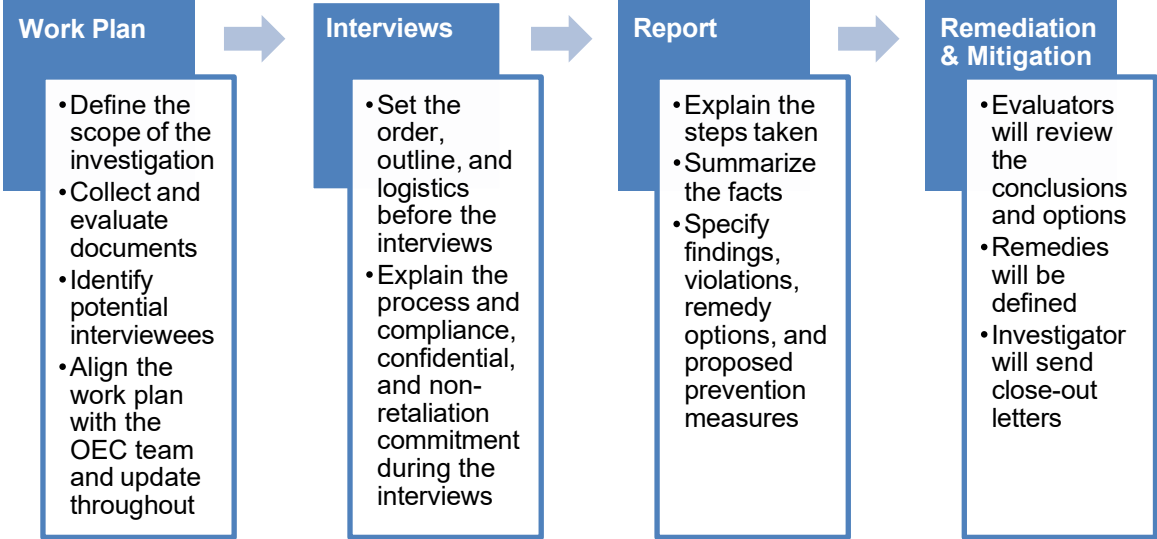 Work Plan
•Define the
scope of the
investigation
•Collect and
evaluate
documents
•Identify
potential
interviewees
•Align the
work plan
with the
OEC team
and update
throughout
Interviews
•Set the
order,
outline, and
logistics
before the
interviews
•Explain the
process and
compliance,
confidential,
and non-
retaliation
commitment
during the
interviews
Report
•Explain the
steps taken
•Summarize
the facts
•Specify
findings,
violations,
remedy
options, and
proposed
prevention
measures
Remediation
& Mitigation
•Evaluators
will review
the
conclusions
and options
•Remedies
will be
defined
•Investigator
will send
close-out
letters